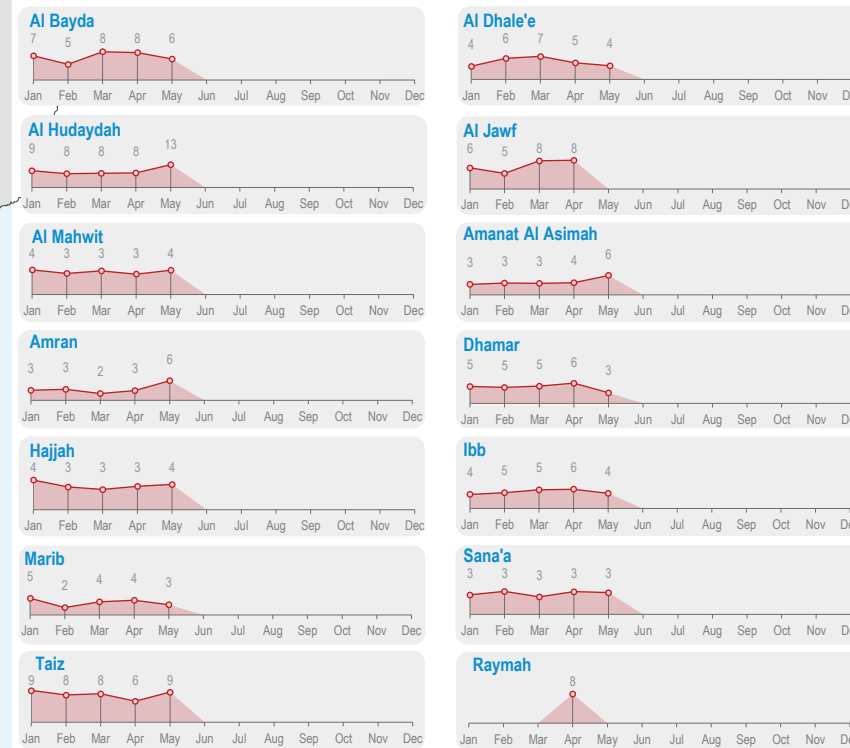 Al Bayda
7 5 8 8 6
Jan Feb Mar Apr May Jun Jul Aug Sep Oct Nov Dec
Al Dhale'e
4 6 7 5 4
Jan Feb Mar Apr May Jun Jul Aug Sep Oct Nov
Al Hudaydah
9 8 8 8 13
Jan Feb Mar Apr May Jun Jul Aug Sep Oct Nov Dec
Al Jawf
6 5 8 8
Jan Feb Mar Apr May Jun Jul Aug Sep Oct Nov
Al Mahwit
4 3 3 3 4
Jan Feb Mar Apr May Jun Jul Aug Sep Oct Nov Dec
Amanat Al Asimah
3 3 3 4 6
Jan Feb Mar Apr May Jun Jul Aug Sep Oct Nov
Amran
3 3 2 3 6
Jan Feb Mar Apr May Jun Jul Aug Sep Oct Nov Dec
Dhamar
5 5 5 6 3
Jan Feb Mar Apr May Jun Jul Aug Sep Oct Nov
Hajjah
4 3 3 3 4
Jan Feb Mar Apr May Jun Jul Aug Sep Oct Nov Dec
Ibb
4 5 5 6 4
Jan Feb Mar Apr May Jun Jul Aug Sep Oct Nov
Marib
5 2 4 4 3
Jan Feb Mar Apr May Jun Jul Aug Sep Oct Nov Dec
Sana'a
3 3 3 3 3
Jan Feb Mar Apr May Jun Jul Aug Sep Oct Nov
Taiz
9 8 8 6 9
Jan Feb Mar Apr May Jun Jul Aug Sep Oct Nov Dec
Raymah
8
Jan Feb Mar Apr May Jun Jul Aug Sep Oct Nov